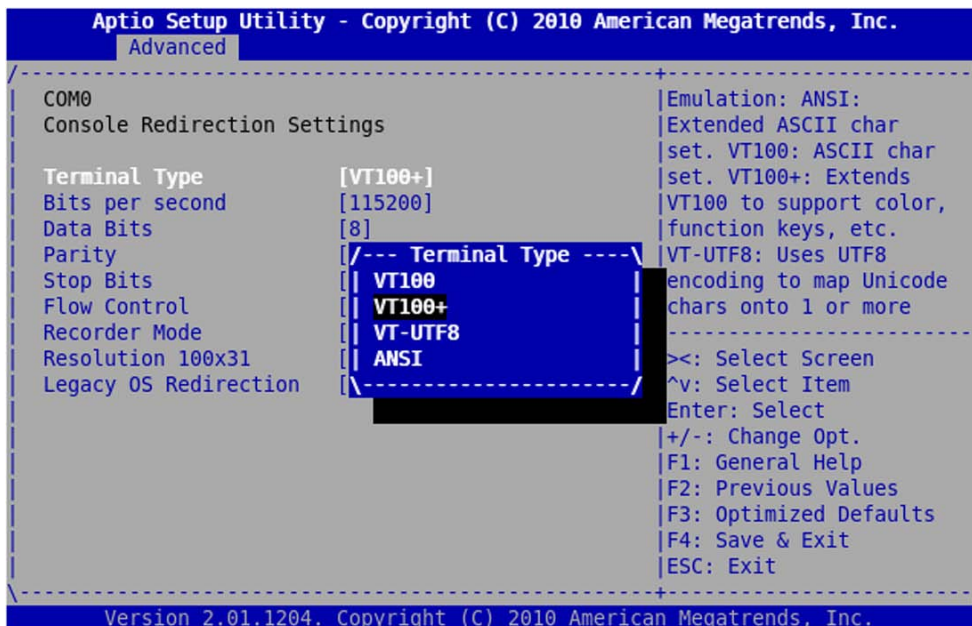 Aptio Setup Utility - Copyright (C) 2010 American Megatrends, Inc.
Advanced
/-----------------------------------------------------+-------------------------
COM0
Console Redirection Settings
Terminal Type [VT100+]
Bits per second [115200]
Data Bits [8]
Parity [
Stop Bits [
Flow Control [
Recorder Mode [
Resolution 100x31 [
Legacy OS Redirection [
/--- Terminal Type ----\
VT100
VT100+
VT-UTF8
ANSI
\----------------------/
|Emulation: ANSI:
|Extended ASCII char
|set. VT100: ASCII char
|set. VT100+: Extends
|VT100 to support color,
|function keys, etc.
|VT-UTF8: Uses UTF8
encoding to map Unicode
chars onto 1 or more
><: Select Screen
^v: Select Item
Enter: Select
|+/-: Change Opt.
|F1: General Help
|F2: Previous Values
|F3: Optimized Defaults
|F4: Save & Exit
|ESC: Exit
\-----------------------------------------------------+-------------------------
Version 2.01.1204. Copyright (C) 2010 American Megatrends, Inc.